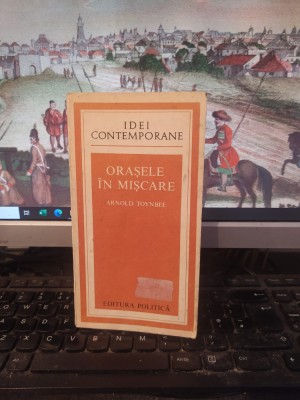 IDEI
CONTEMPORANE
ORAȘELE
ÎN MIȘCARE
ARNOLD TOYNBEE
EDITURA POLITICĂ